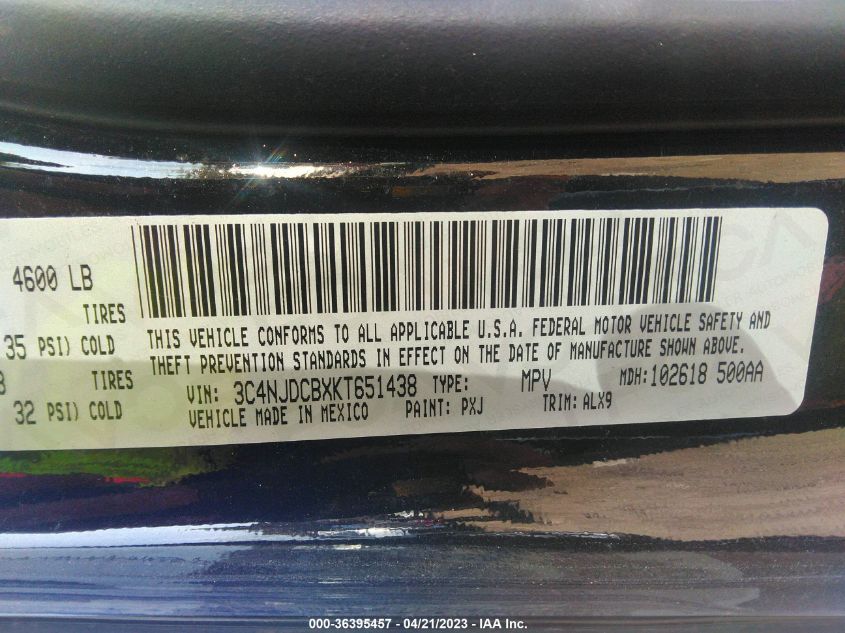 4600 LB
TIRES
35 PSI) COLD
TIRES
32 PSI) COLD
THIS VEHICLE CONFORMS TO ALL APPLICABLE U.S.A. FEDERAL MOTOR VEHICLE SAFETY AND
THEFT PREVENTION STANDARDS IN EFFECT ON THE DATE OF MANUFACTURE SHOWN ABOVE.
VIN: 3C4NJDCBXKT651438 TYPE: MPV MDH:102618 500AA
VEHICLE MADE IN MEXICO PAINT: PXJ TRIM: ALX9
000-36395457 - 04/21/2023 - IAA Inc.